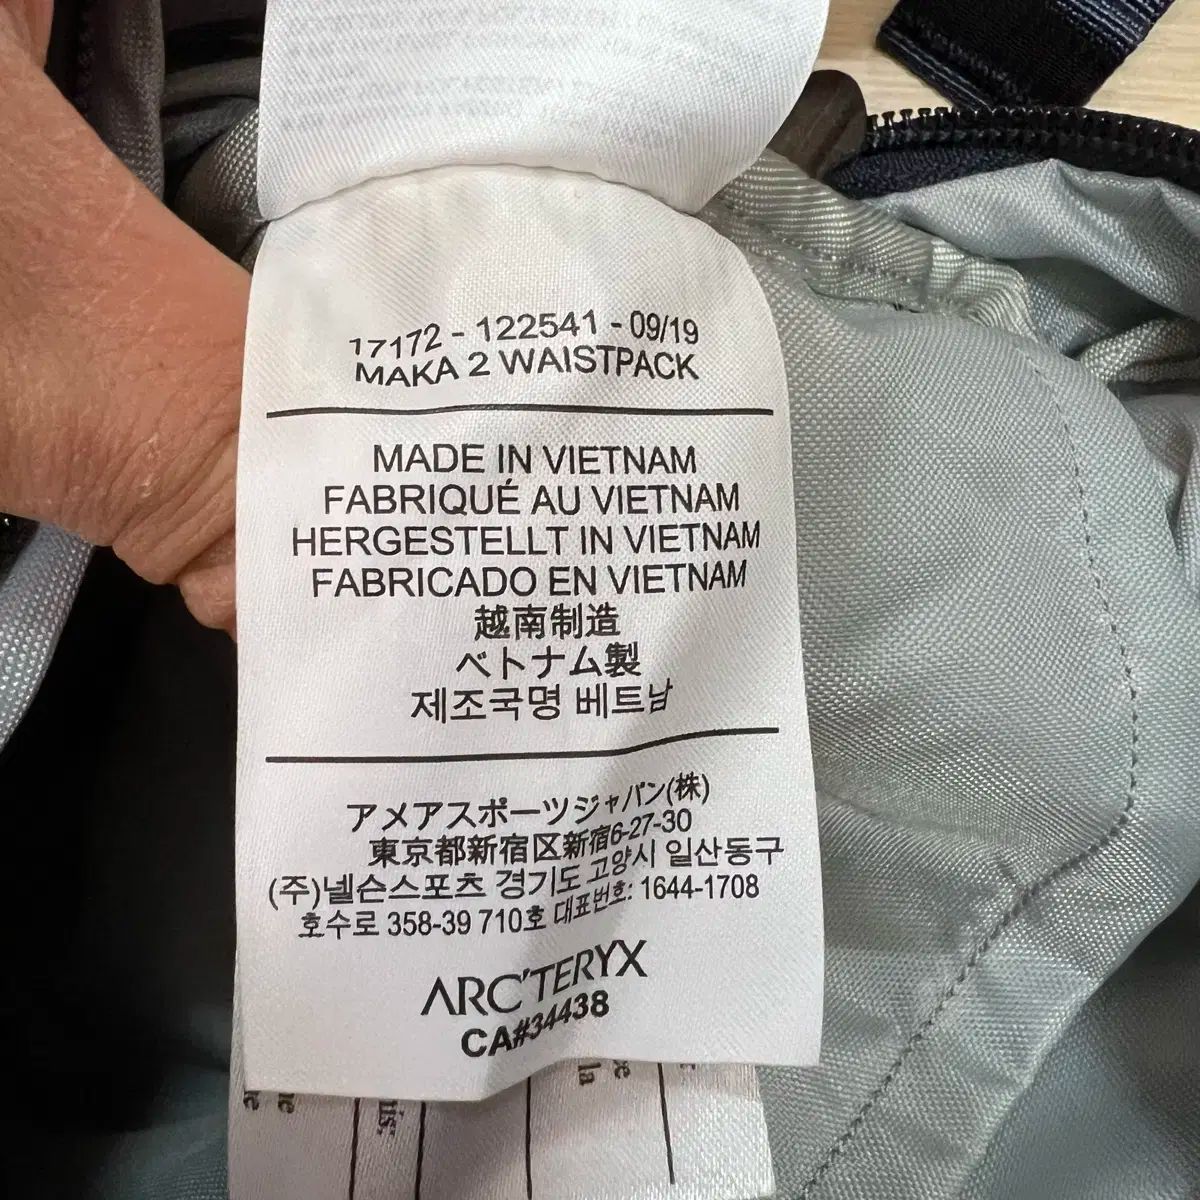 17172 - 122541 - 09/19
MAKA 2 WAISTPACK
MADE IN VIETNAM
FABRIQUÉ AU VIETNAM
HERGESTELLT IN VIETNAM
FABRICADO EN VIETNAM
越南制造
ベトナム製
제조국명 베트남
アメアスポーツジャパン(株)
東京都新宿区新宿6-27-30
(주)넬슨스포츠 경기도 고양시 일산동구
호수로 358-39 710호 대표번호: 1644-1708
ARC'TERYX
CA#34438